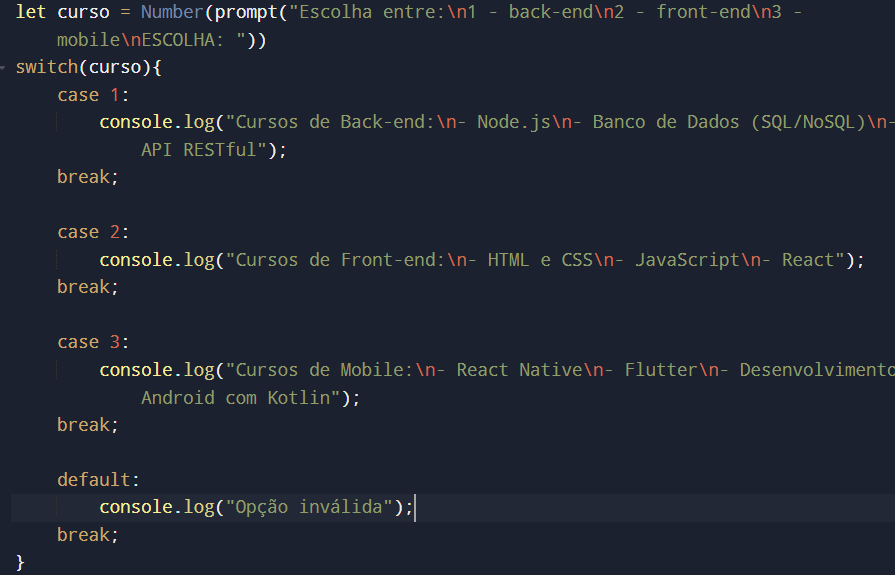 let curso = Number(prompt("Escolha entre:\n1 - back-end\n2 - front-end\n3 -
mobile\nESCOLHA: "))
switch(curso){
case 1:
console.log("Cursos de Back-end:\n- Node.js\n- Banco de Dados (SQL/NoSQL)\n-
API RESTful");
break;
case 2:
console.log("Cursos de Front-end:\n- HTML e CSS\n- JavaScript\n- React");
break;
case 3:
console.log("Cursos de Mobile:\n- React Native\n- Flutter\n- Desenvolvimento
Android com Kotlin");
break;
default:
console.log("Opção inválida");
break;
}